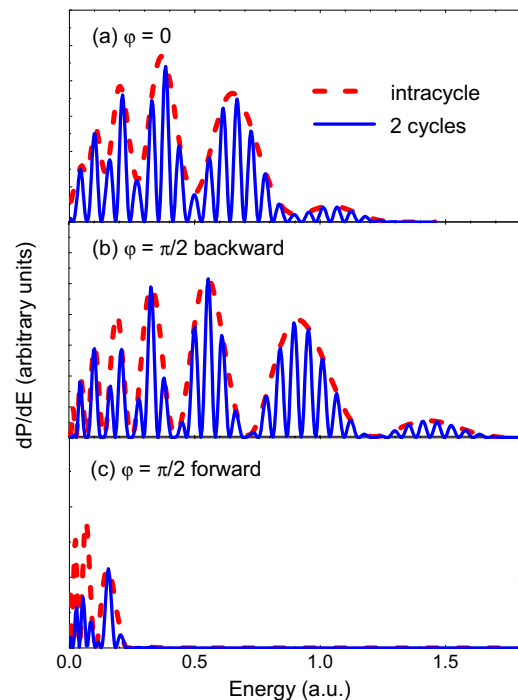 (a) φ = 0
intracycle
2 cycles
(b) φ = π/2 backward
(c) φ = π/2 forward
dP/dE (arbitrary units)
0.0 0.5 1.0 1.5
Energy (a.u.)